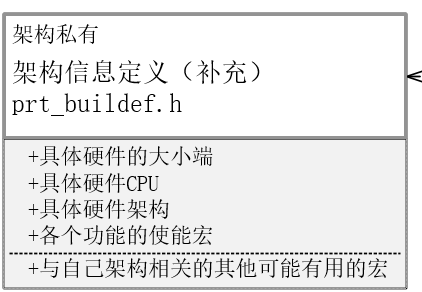 架构私有
架构信息定义（补充）
prt_buildef.h
+具体硬件的大小端
+具体硬件CPU
+具体硬件架构
+各个功能的使能宏
+与自己架构相关的其他可能有用的宏